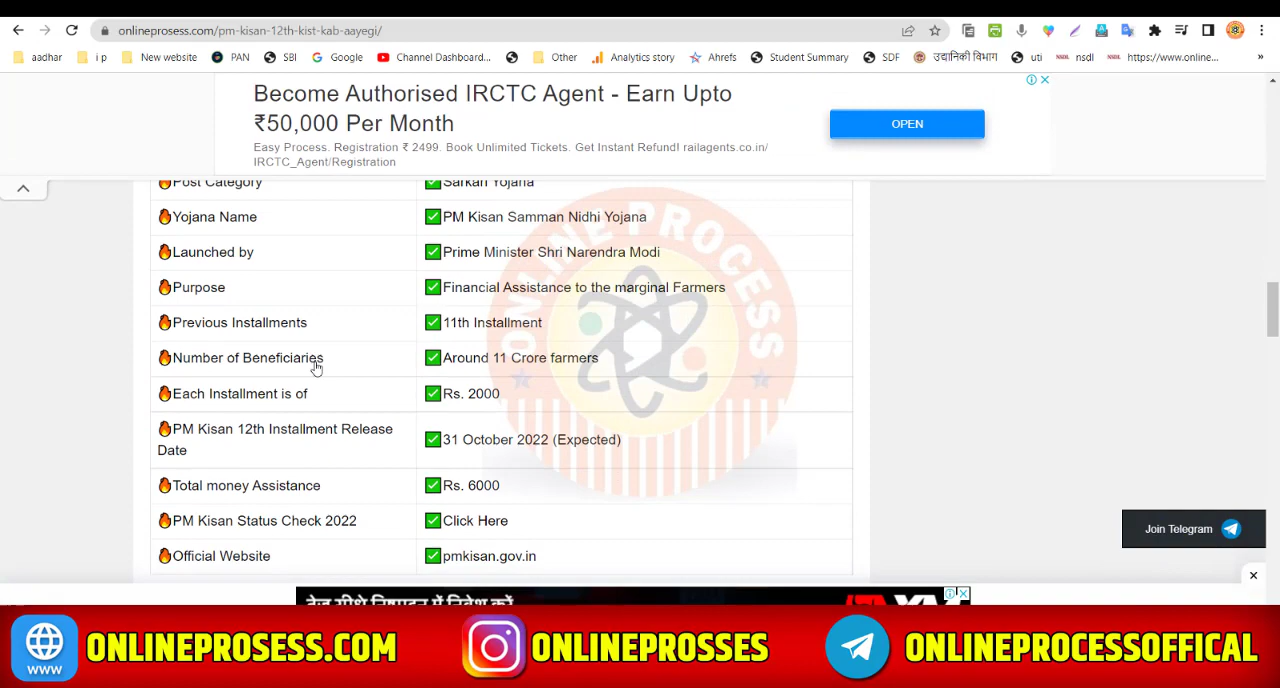 onlineprosess.com/pm-kisan-12th-kist-kab-aayegi/
aadhar i p New website PAN SBI Google Channel Dashboard... Other Analytics story Ahrefs Student Summary SDF उद्यानिकी विभाग uti NSDL nsdl NSDL https://www.online... »
Become Authorised IRCTC Agent - Earn Upto
₹50,000 Per Month
Easy Process. Registration ₹ 2499. Book Unlimited Tickets. Get Instant Refund! railagents.co.in/
IRCTC_Agent/Registration
OPEN
Post Category Sarkari Yojana
Yojana Name PM Kisan Samman Nidhi Yojana
Launched by Prime Minister Shri Narendra Modi
Purpose Financial Assistance to the marginal Farmers
Previous Installments 11th Installment
Number of Beneficiaries Around 11 Crore farmers
Each Installment is of Rs. 2000
PM Kisan 12th Installment Release
Date
31 October 2022 (Expected)
Total money Assistance Rs. 6000
PM Kisan Status Check 2022 Click Here
Official Website pmkisan.gov.in
ONLINE PROCESS
Join Telegram
WWW
ONLINEPROSESS.COM ONLINEPROSSES ONLINEPROCESSOFFICAL